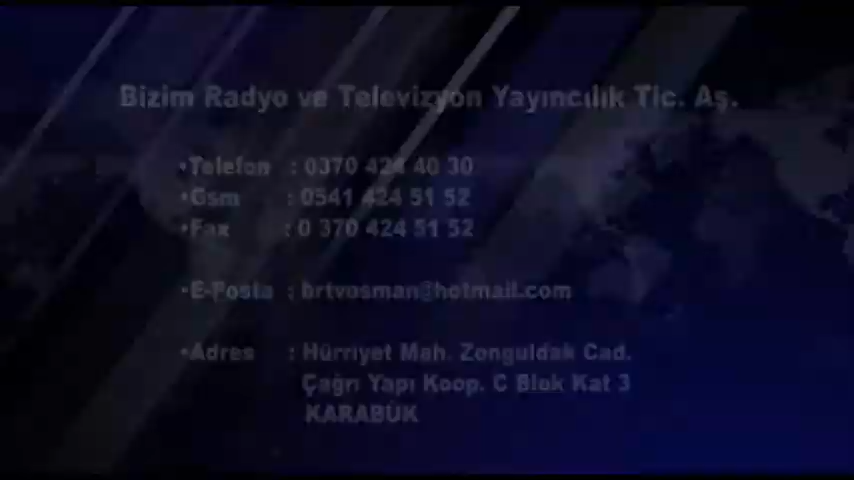 Bizim Radyo ve Televizyon Yayıncılık Tic. Aş.
•Telefon : 0370 424 40 30
•Gsm : 0541 424 51 52
•Fax : 0 370 424 51 52
•E-Posta : brtvosman@hotmail.com
•Adres : Hürriyet Mah. Zonguldak Cad.
Çağrı Yapı Koop. C Blok Kat 3
KARABÜK